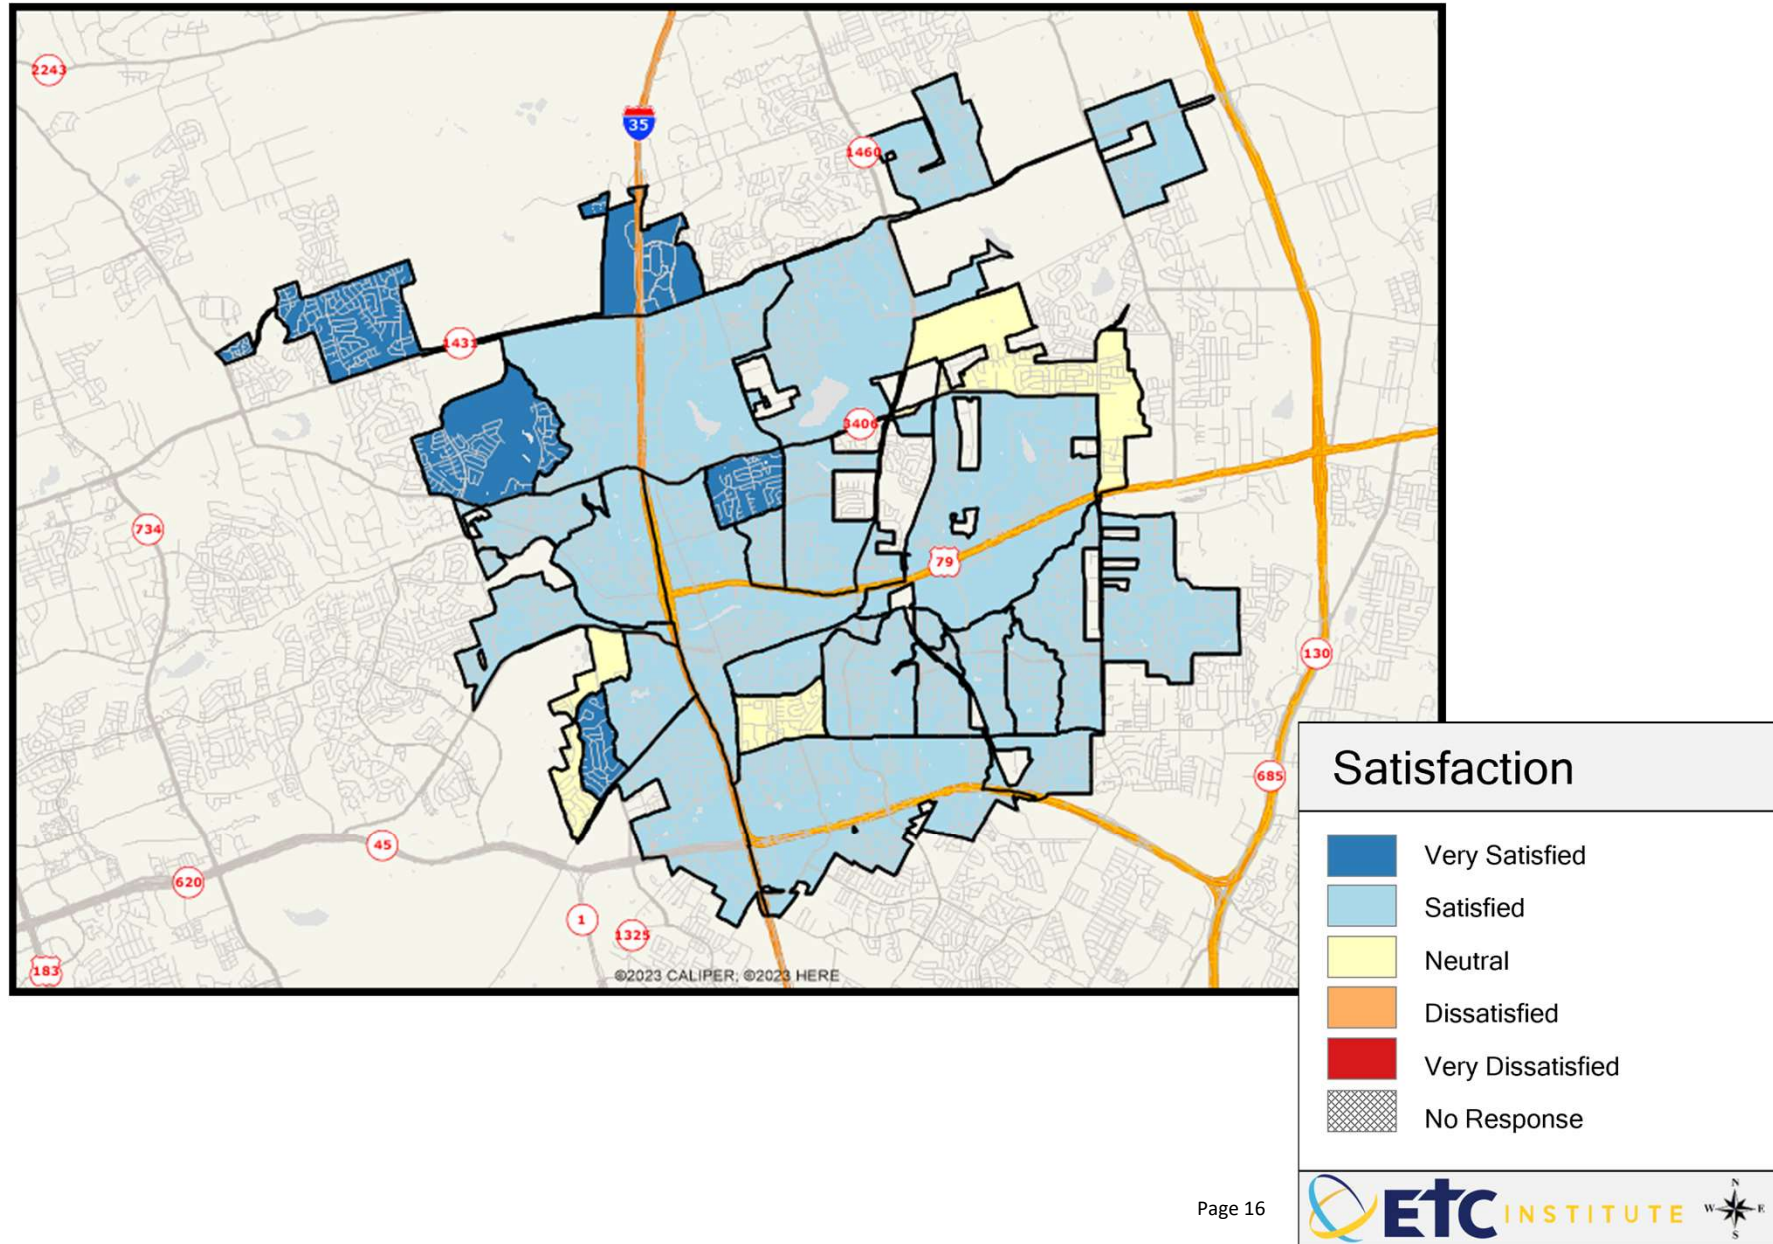 2243
35
1460
1431
3406
734
79
130
685
45
620
1
1325
183
©2023 CALIPER; ©2023 HERE
Satisfaction
Very Satisfied
Satisfied
Neutral
Dissatisfied
Very Dissatisfied
No Response
Page 16
ETC INSTITUTE
N
W E
S